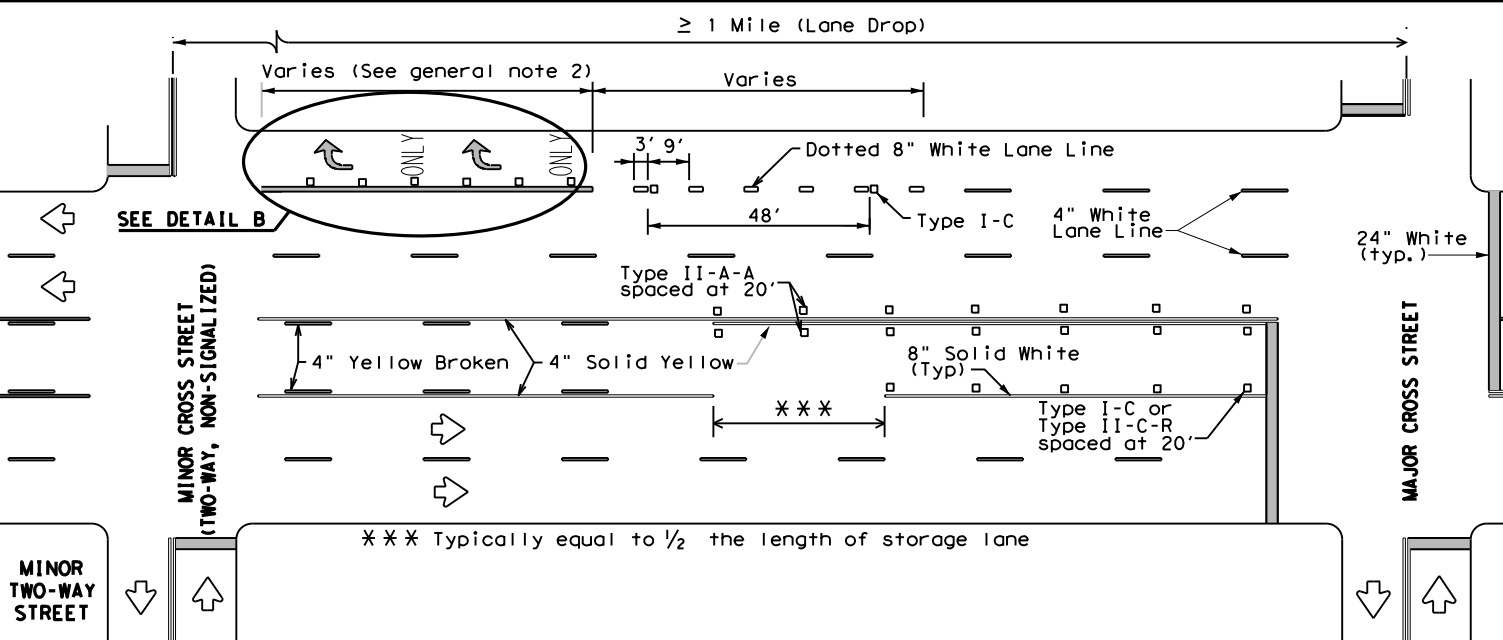 ≥ 1 Mile (Lane Drop)
Varies (See general note 2)
Varies
ONLY
ONLY
3' 9'
Dotted 8" White Lane Line
SEE DETAIL B
48'
Type I-C
4" White
Lane Line
24" White
(typ.)
Type II-A-A
spaced at 20'
MINOR CROSS STREET
(TWO-WAY, NON-SIGNALIZED)
4" Yellow Broken
4" Solid Yellow
8" Solid White
(Typ)
***
Type I-C or
Type II-C-R
spaced at 20'
MAJOR CROSS STREET
*** Typically equal to ½ the length of storage lane
MINOR
TWO-WAY
STREET